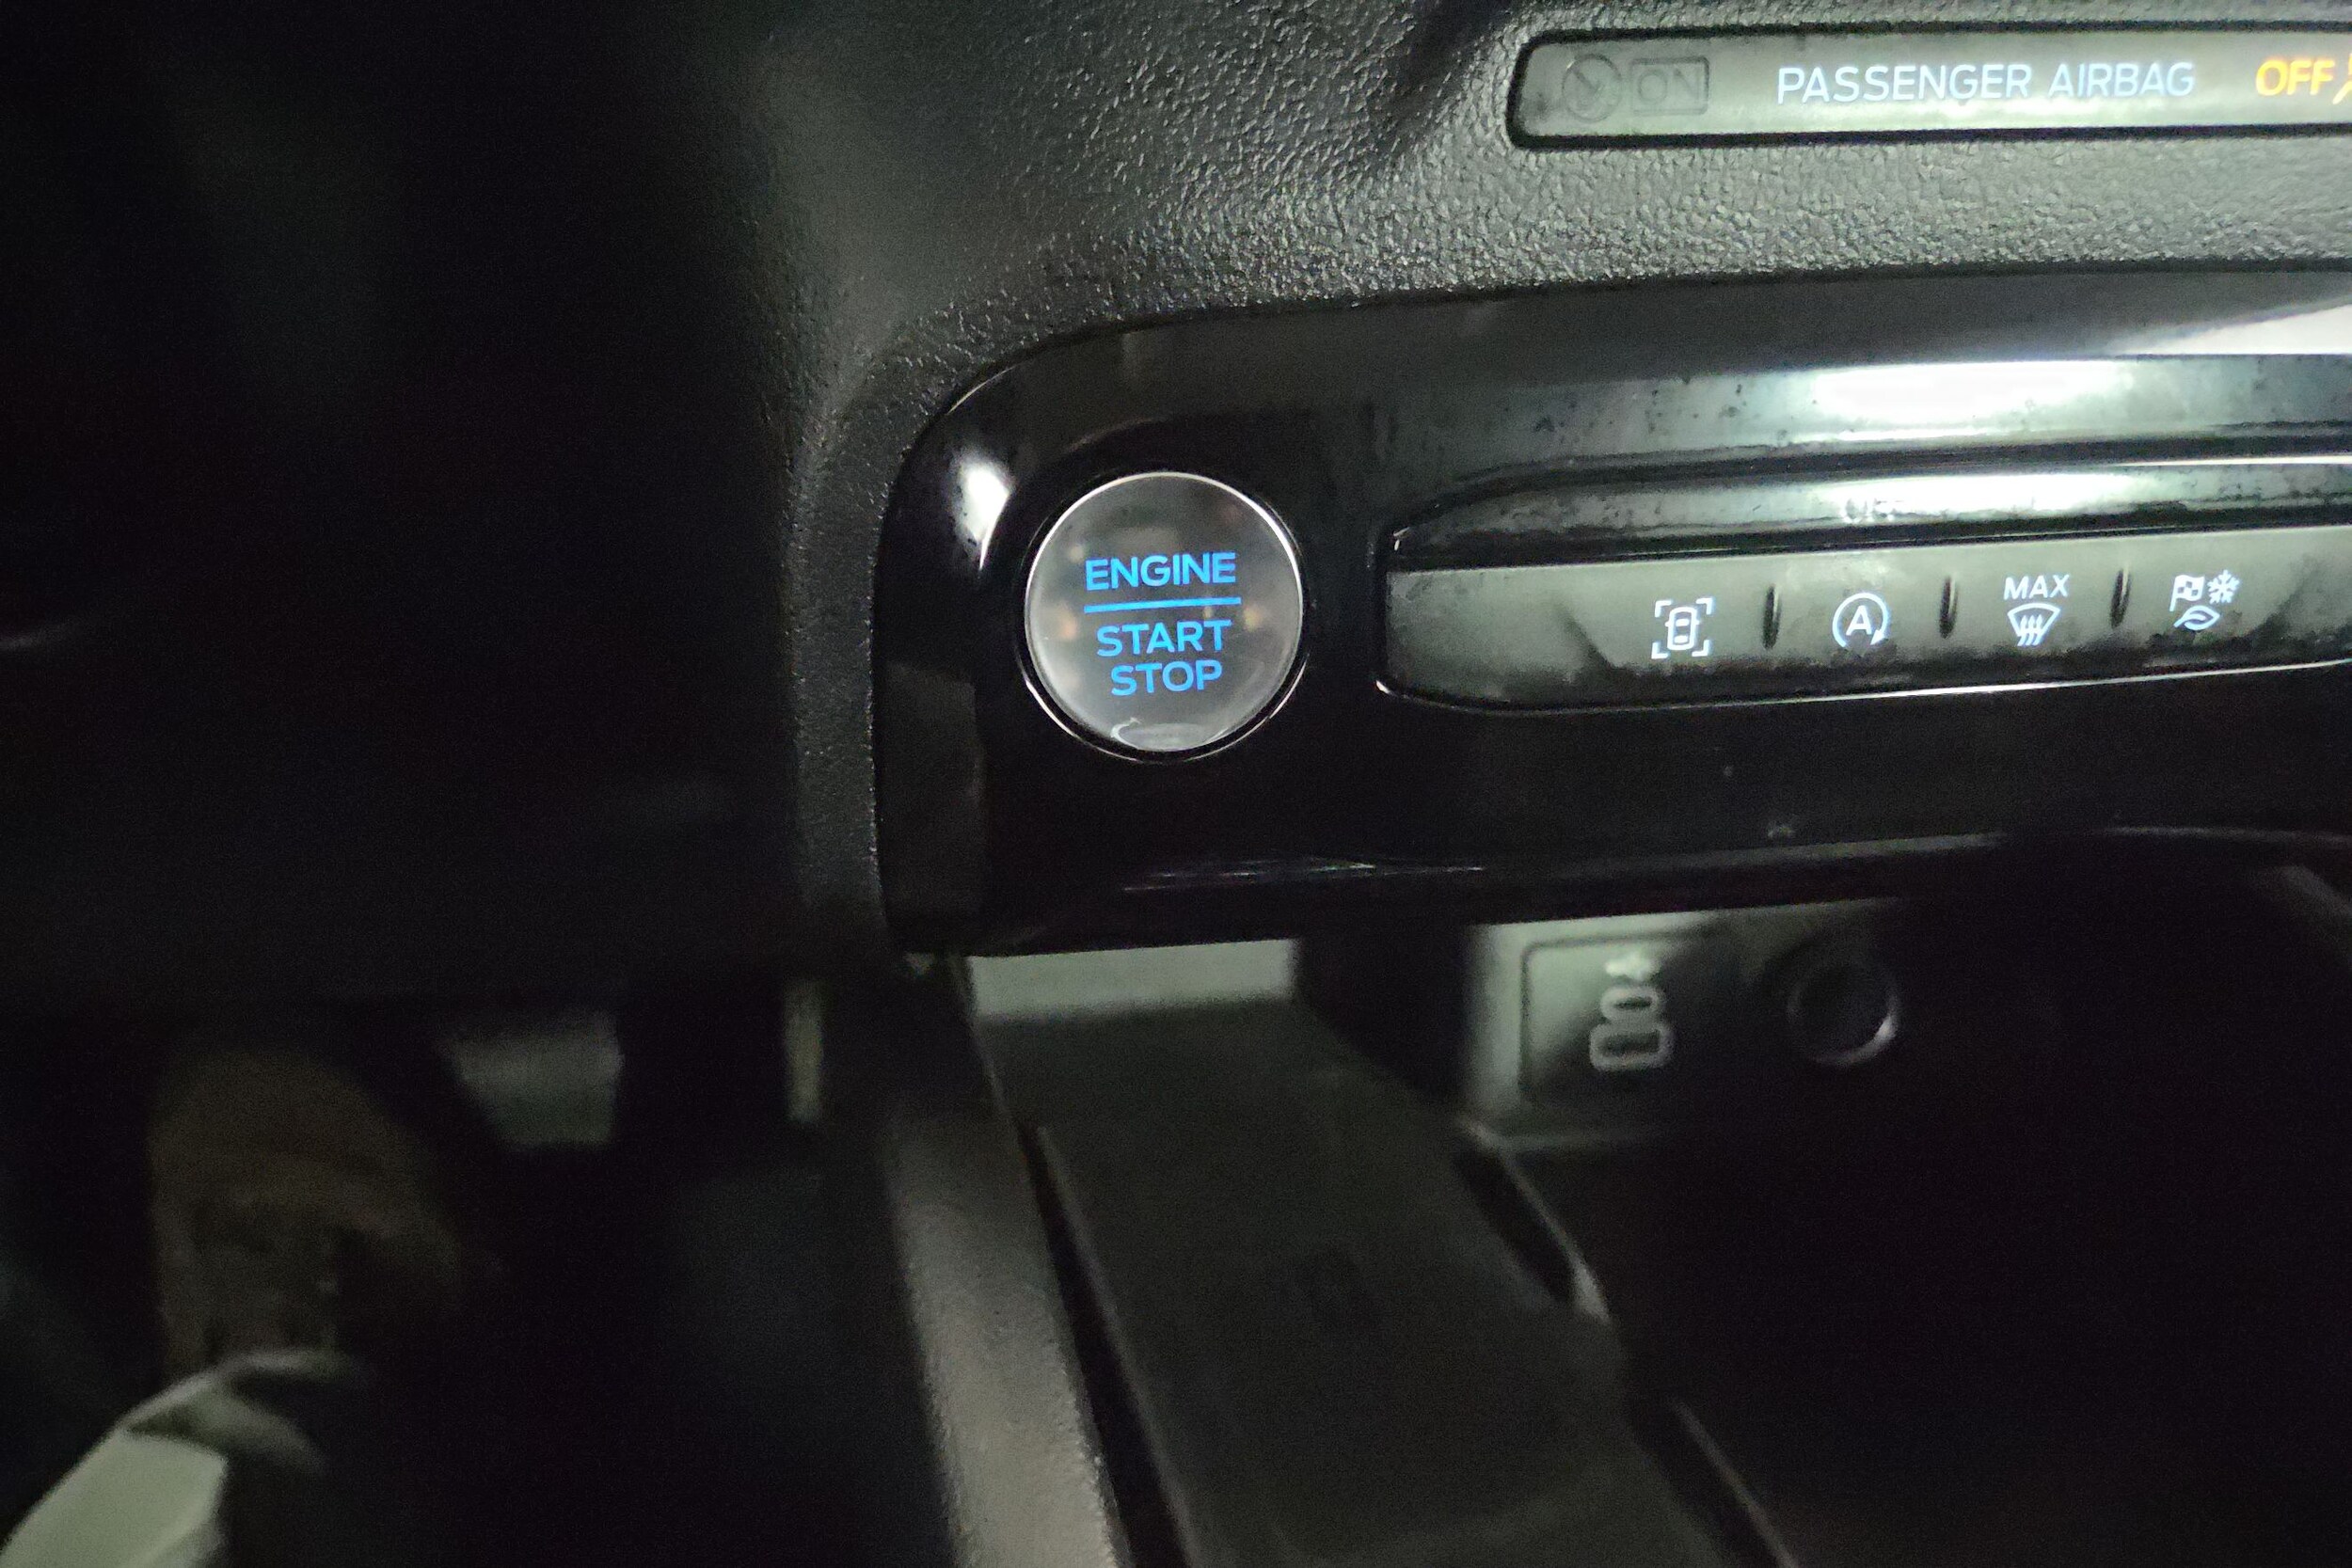 ON
PASSENGER AIRBAG OFF
ENGINE
START
STOP
A
MAX